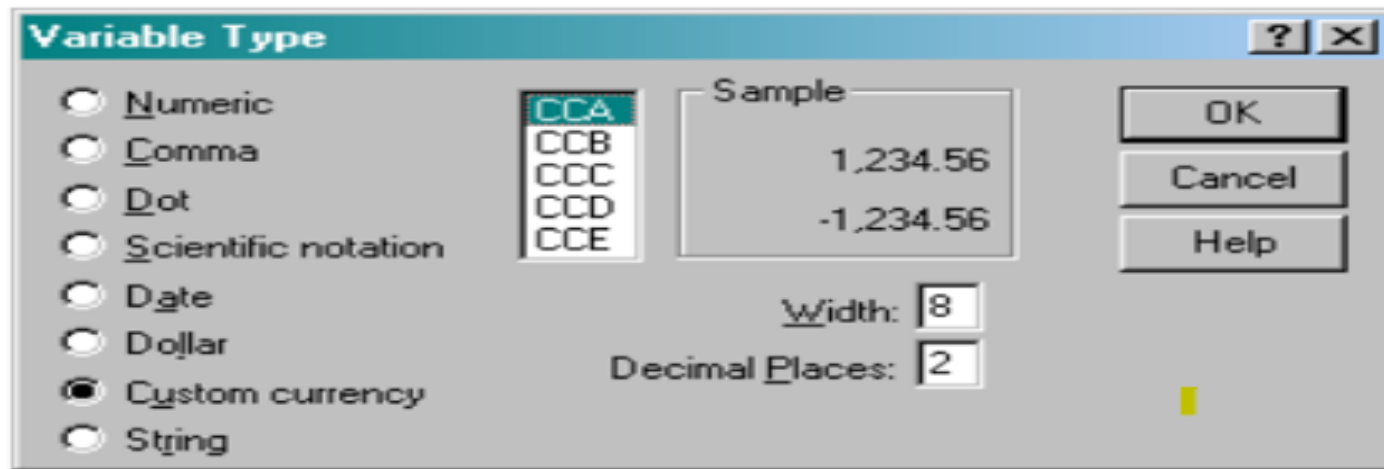 Variable Type
Numeric
Comma
Dot
Scientific notation
Date
Dollar
Custom currency
String
CCA
CCB
CCC
CCD
CCE
Sample
1,234.56
-1,234.56
Width: 8
Decimal Places: 2
OK
Cancel
Help